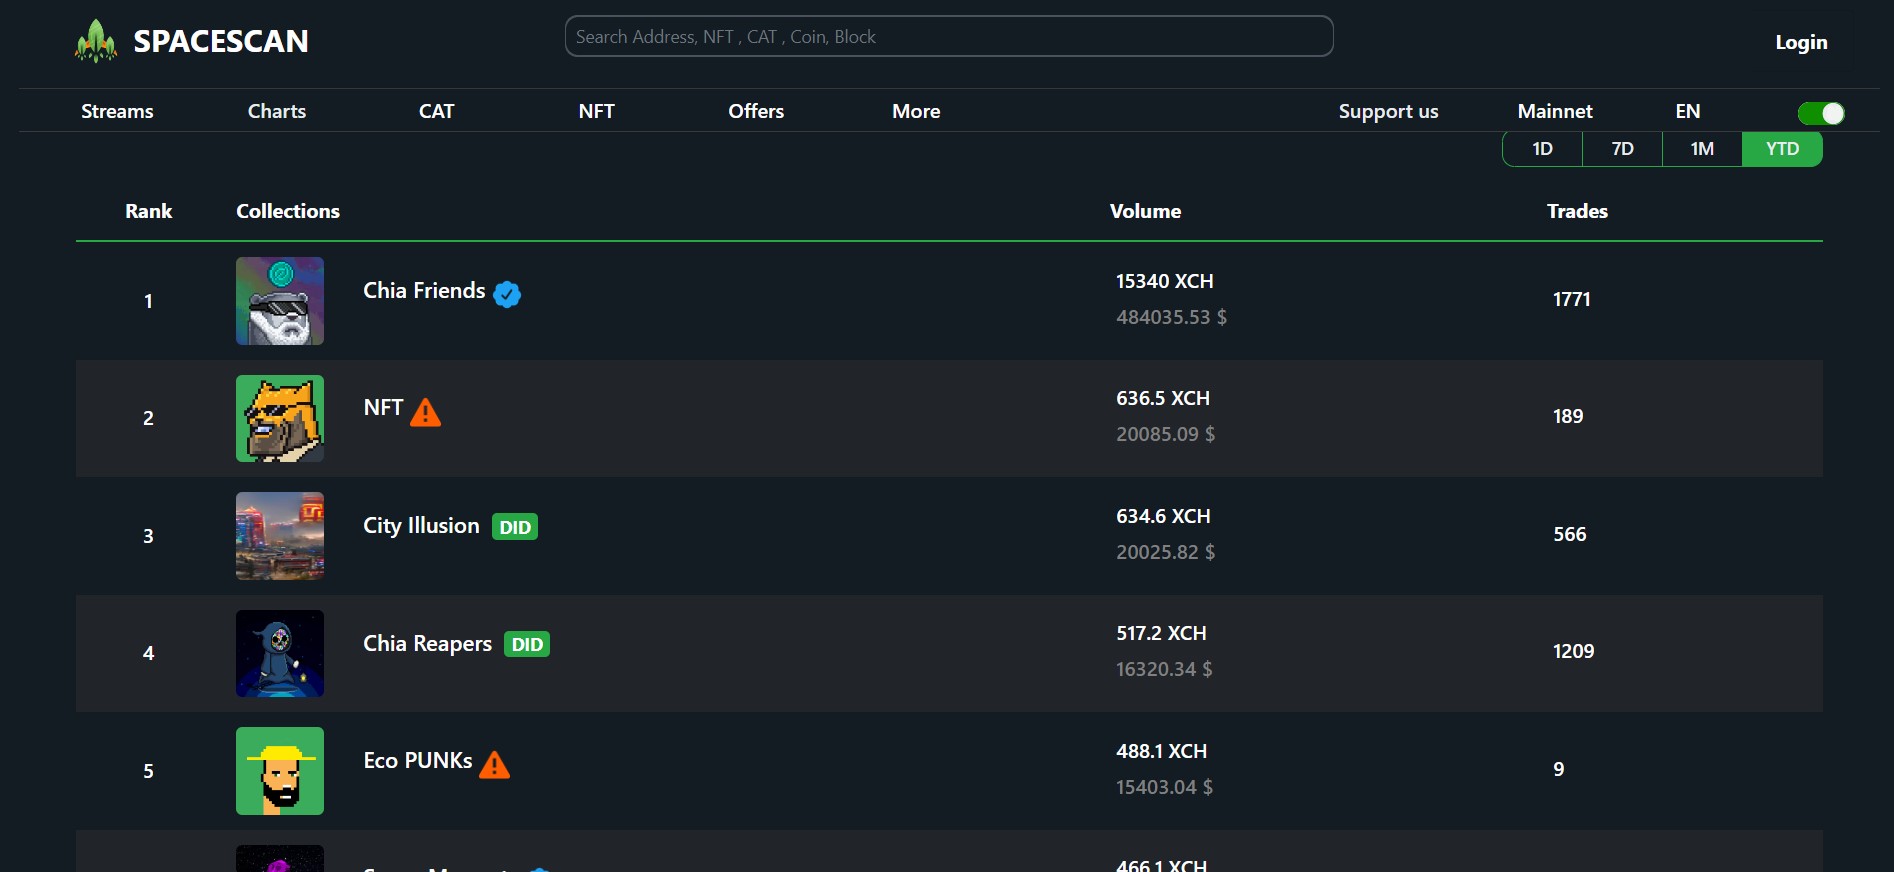 SPACESCAN
Search Address, NFT , CAT , Coin, Block
Login
Streams Charts CAT NFT Offers More Support us Mainnet EN
1D 7D 1M YTD
Rank Collections Volume Trades
1 Chia Friends 15340 XCH 1771
484035.53 $
2 NFT 636.5 XCH 189
20085.09 $
3 City Illusion DID 634.6 XCH 566
20025.82 $
4 Chia Reapers DID 517.2 XCH 1209
16320.34 $
5 Eco PUNKs 488.1 XCH 9
15403.04 $
466.1 XCH